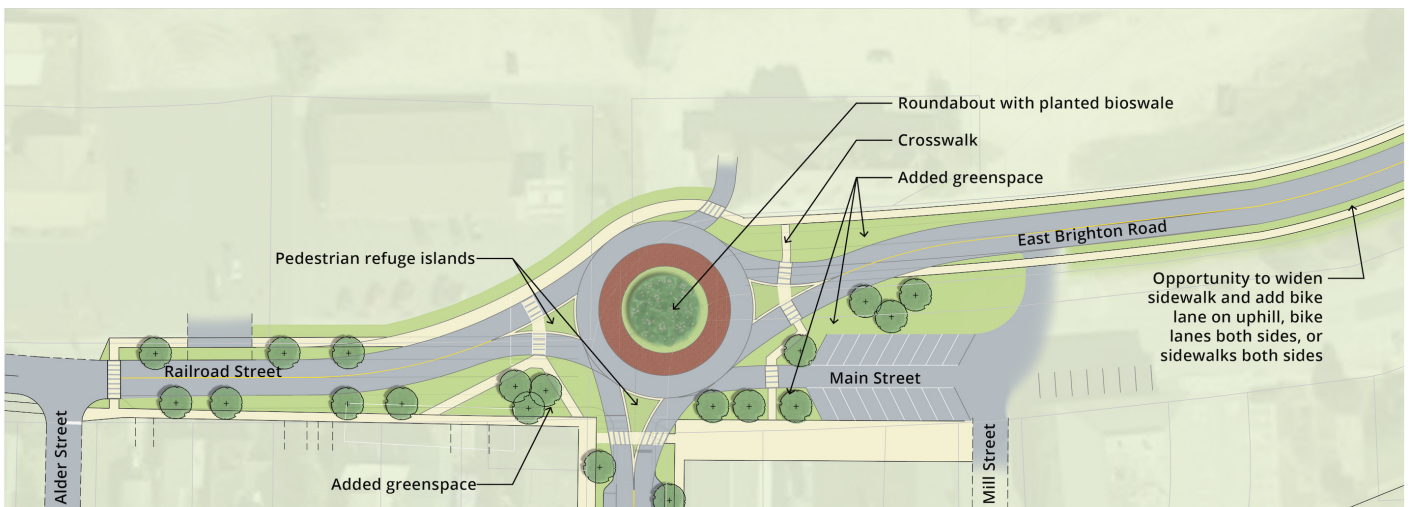 Roundabout with planted bioswale
Crosswalk
Added greenspace
East Brighton Road
Pedestrian refuge islands
Opportunity to widen
sidewalk and add bike
lane on uphill, bike
lanes both sides, or
sidewalks both sides
Railroad Street
Main Street
Alder Street
Mill Street
Added greenspace